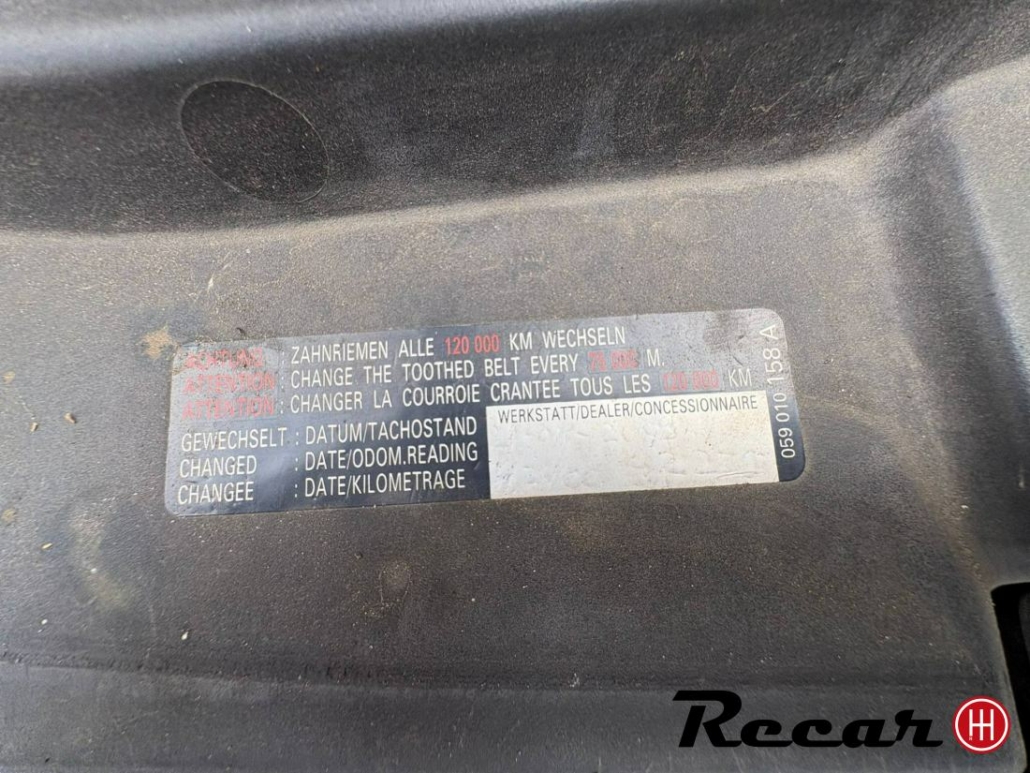 ACHTUNG : ZAHNRIEMEN ALLE 120 000 KM WECHSELN
ATTENTION : CHANGE THE TOOTHED BELT EVERY M.
ATTENTION : CHANGER LA COURROIE CRANTEE TOUS LES 120 000 KM
GEWECHSELT : DATUM/TACHOSTAND
CHANGED : DATE/ODOM.READING
CHANGEE : DATE/KILOMETRAGE
WERKSTATT/DEALER/CONCESSIONNAIRE
059 010 158 A
Recar